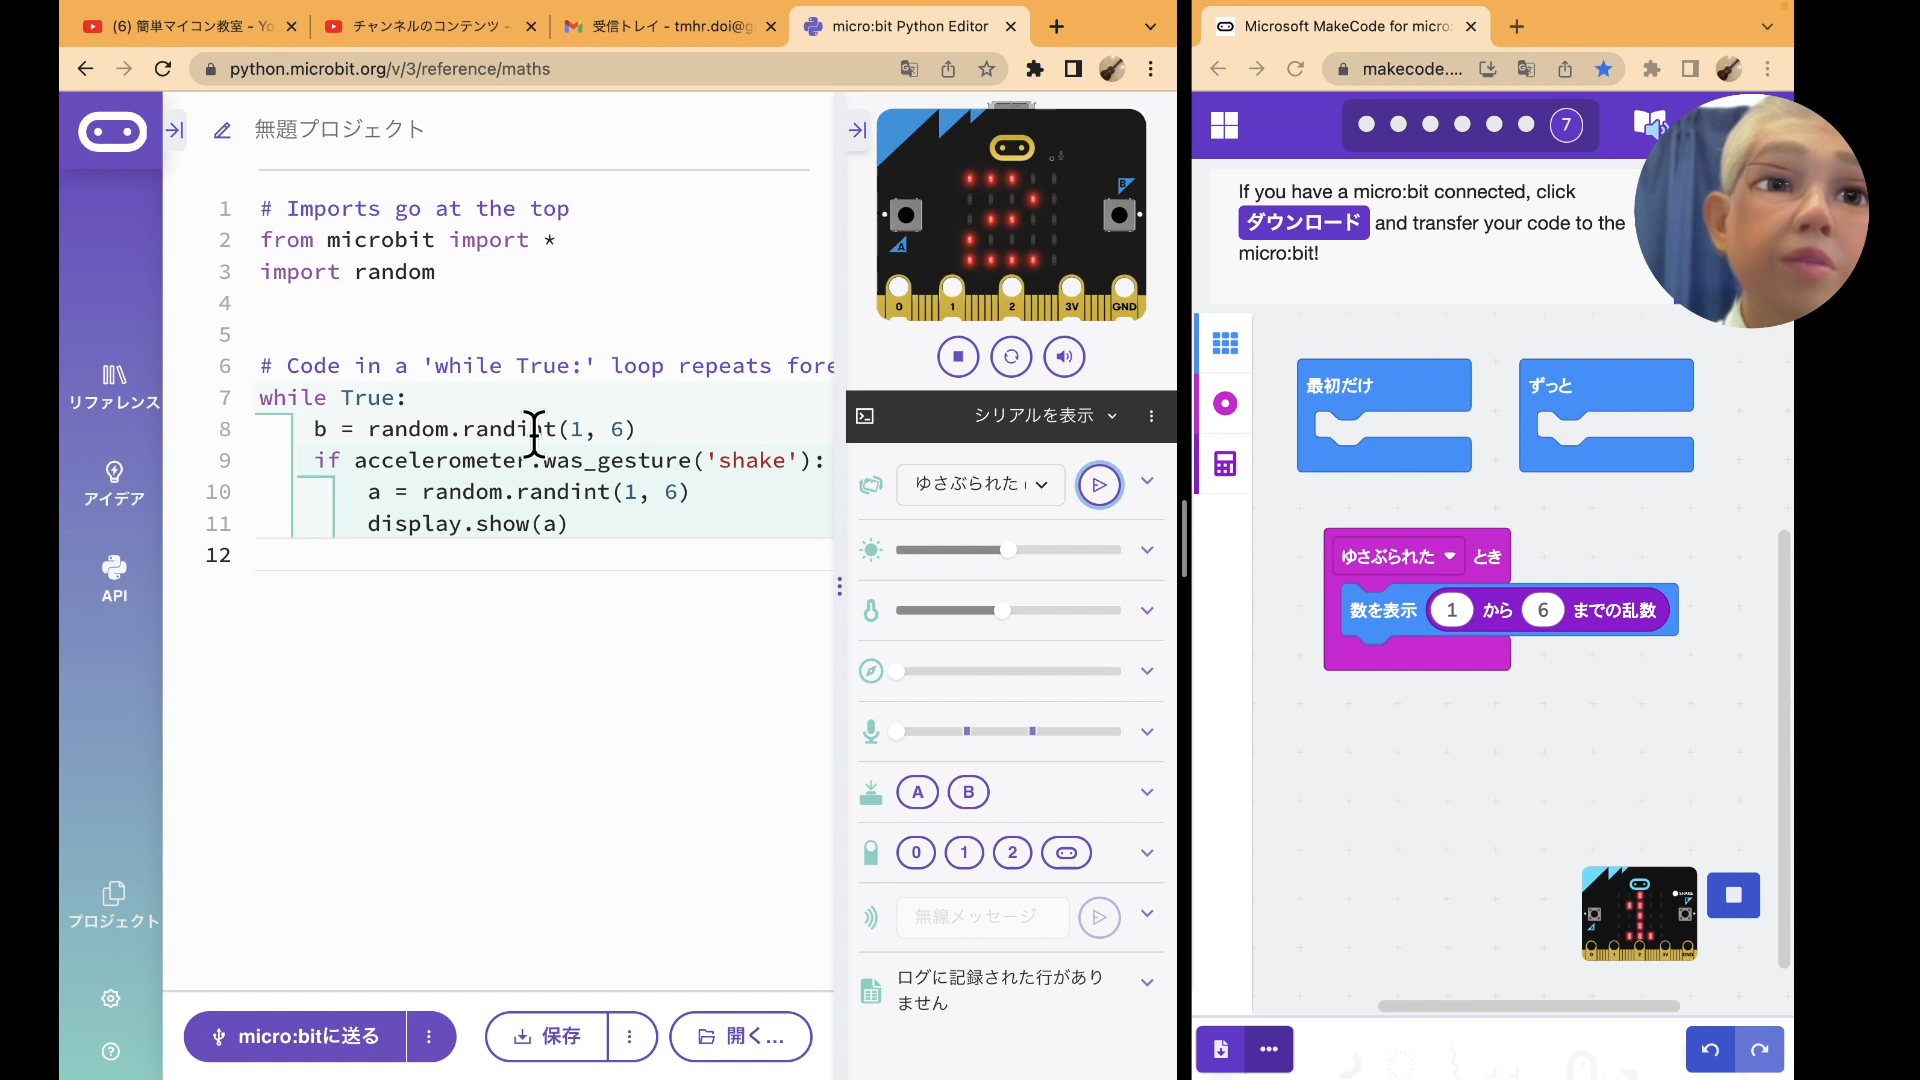 (6) 簡単マイコン教室 - Yo
チャンネルのコンテンツ -
受信トレイ - tmhr.doi@g
micro:bit Python Editor
Microsoft MakeCode for micro:
python.microbit.org/v/3/reference/maths
makecode....
無題プロジェクト
1 # Imports go at the top
2 from microbit import *
3 import random
4
5
6 # Code in a 'while True:' loop repeats fore
7 while True:
8 b = random.randint(1, 6)
9 if accelerometer.was_gesture('shake'):
10 a = random.randint(1, 6)
11 display.show(a)
12
リファレンス
アイデア
API
プロジェクト
micro:bitに送る
保存
開く...
A
B
0 1 2 3V GND
シリアルを表示
ゆさぶられた
A B
0 1 2
無線メッセージ
ログに記録された行があり
ません
7
If you have a micro:bit connected, click
ダウンロード and transfer your code to the
micro:bit!
最初だけ
ずっと
ゆさぶられた とき
数を表示 1 から 6 までの乱数